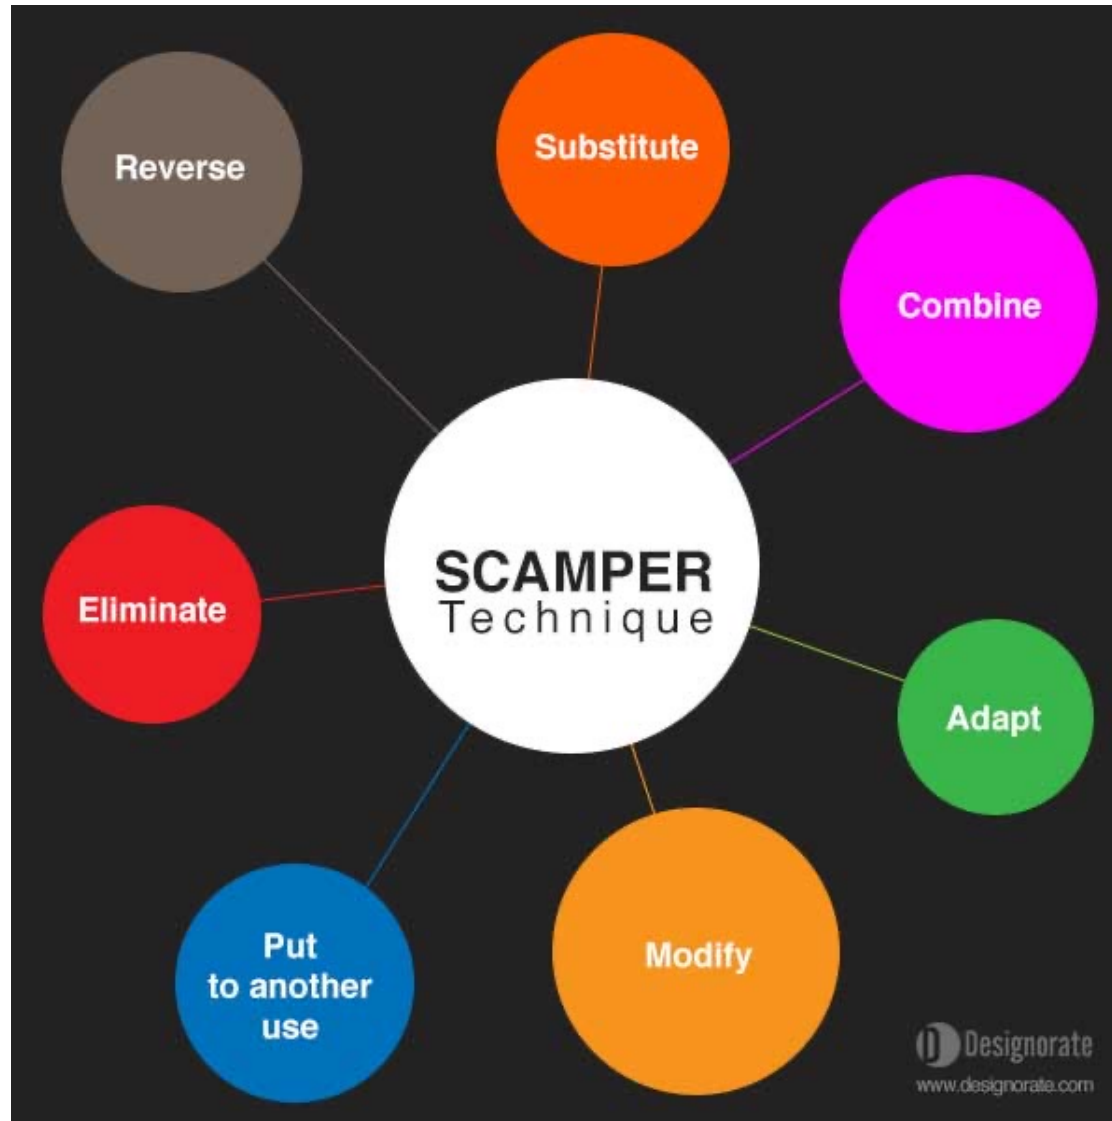 SCAMPER
Technique
Substitute
Combine
Adapt
Modify
Put
to another
use
Eliminate
Reverse
D Designorate
www.designorate.com